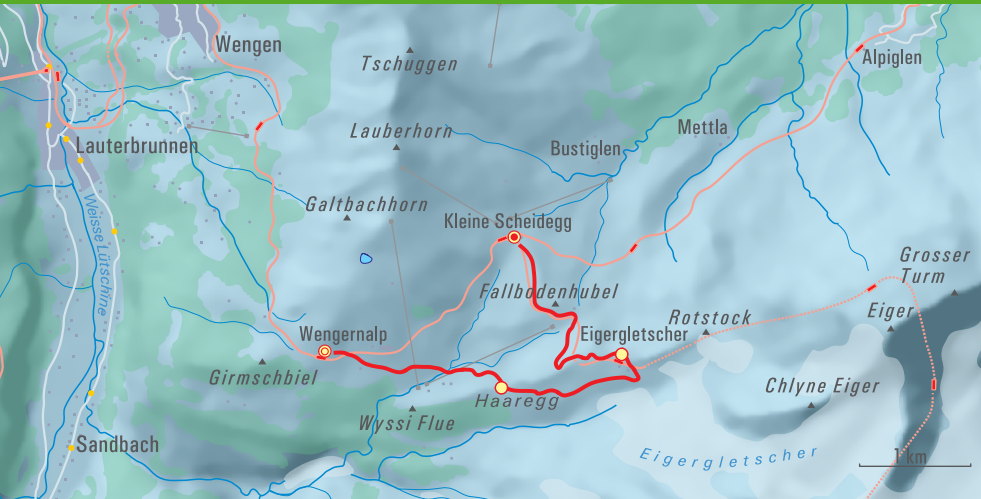 Wengen
Tschuggen
Alpiglen
Lauberhorn
Mettla
Lauterbrunnen
Bustiglen
Galtbachhorn
Weisse Lütschine
Kleine Scheidegg
Grosser
Turm
Fallbodenhubel
Rotstock
Eiger
Wengernalp
Eigergletscher
Girmschbiel
Chlyne Eiger
Haaregg
Wyssi Flue
Sandbach
Eigergletscher
1 km